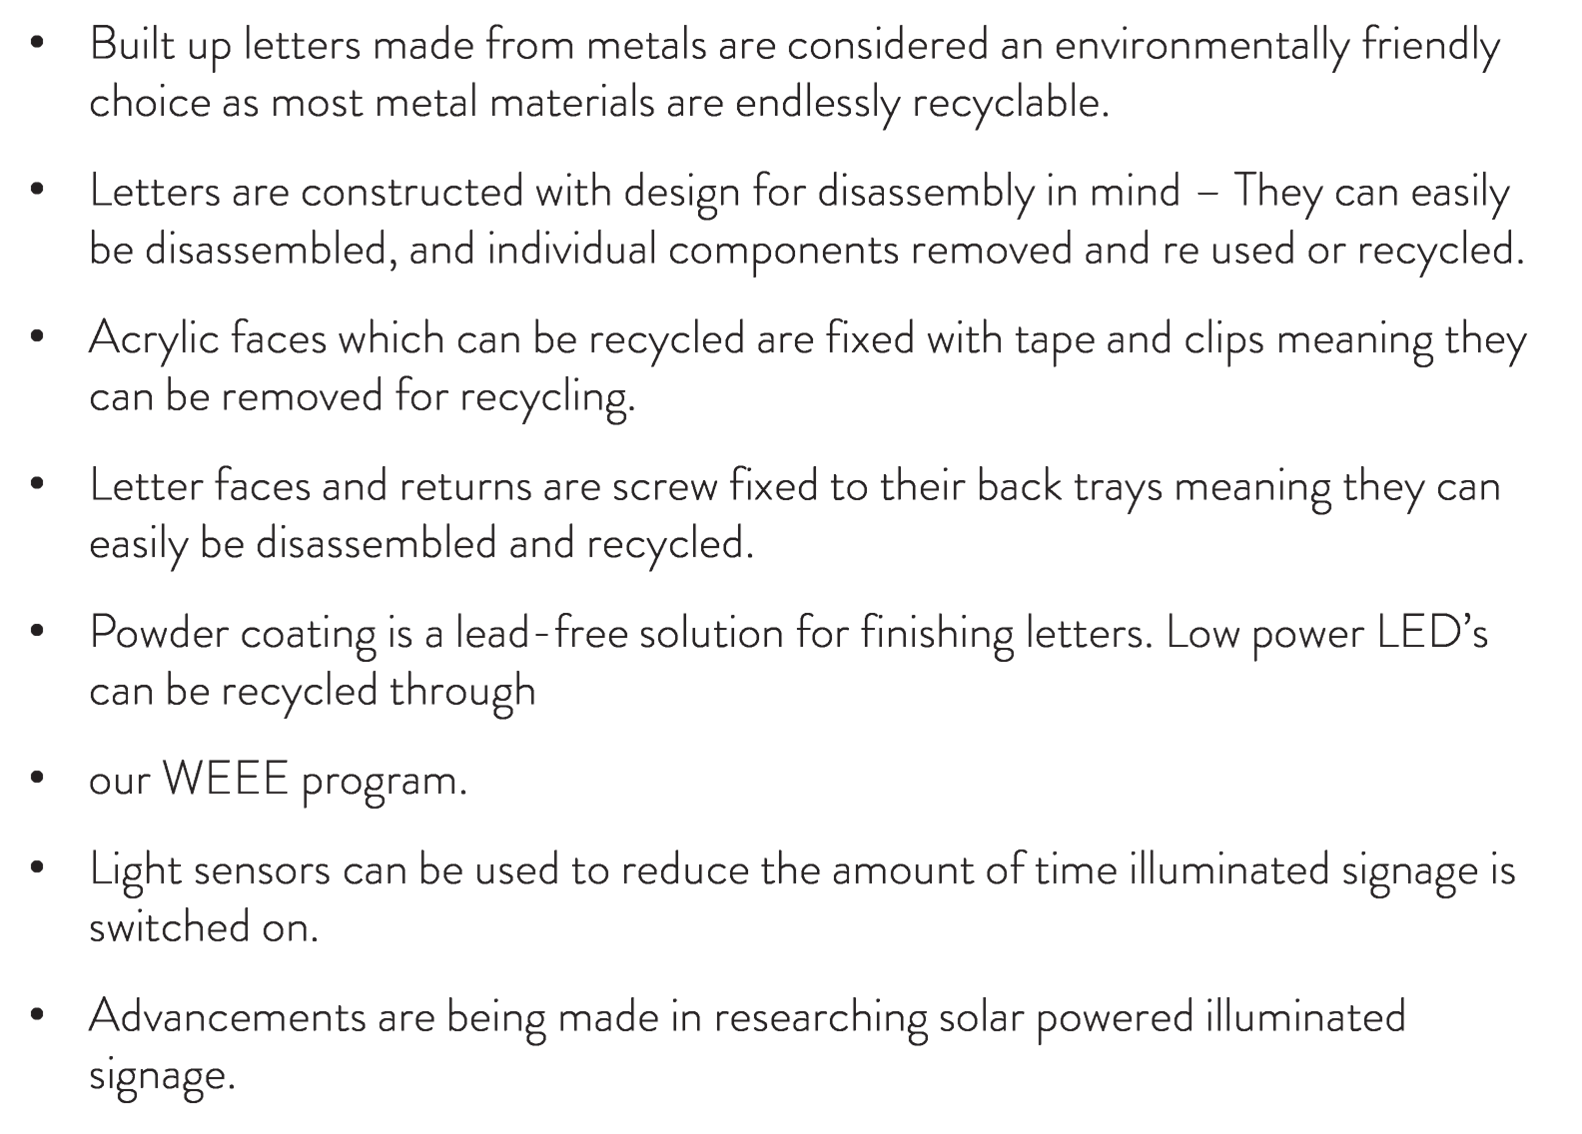 • Built up letters made from metals are considered an environmentally friendly
choice as most metal materials are endlessly recyclable.
• Letters are constructed with design for disassembly in mind – They can easily
be disassembled, and individual components removed and re used or recycled.
• Acrylic faces which can be recycled are fixed with tape and clips meaning they
can be removed for recycling.
• Letter faces and returns are screw fixed to their back trays meaning they can
easily be disassembled and recycled.
• Powder coating is a lead-free solution for finishing letters. Low power LED’s
can be recycled through
• our WEEE program.
• Light sensors can be used to reduce the amount of time illuminated signage is
switched on.
• Advancements are being made in researching solar powered illuminated
signage.